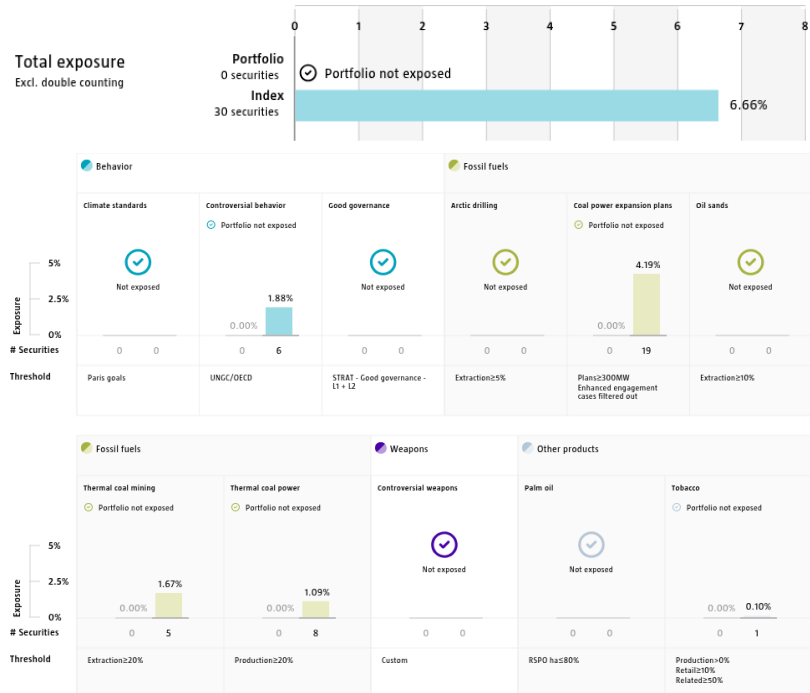 0 1 2 3 4 5 6 7 8
Total exposure
Excl. double counting
Portfolio
0 securities
Portfolio not exposed
Index
30 securities
6.66%
Behavior
Fossil fuels
Climate standards
Controversial behavior
Good governance
Arctic drilling
Coal power expansion plans
Oil sands
Portfolio not exposed
Portfolio not exposed
Exposure
5%
2.5%
0%
Not exposed
0.00%
1.88%
Not exposed
Not exposed
0.00%
4.19%
Not exposed
# Securities
0 0
0 6
0 0
0 0
0 19
0 0
Threshold
Paris goals
UNGC/OECD
STRAT - Good governance -
L1 + L2
Extraction≥5%
Plans≥300MW
Enhanced engagement
cases filtered out
Extraction≥10%
Fossil fuels
Weapons
Other products
Thermal coal mining
Thermal coal power
Controversial weapons
Palm oil
Tobacco
Portfolio not exposed
Portfolio not exposed
Portfolio not exposed
Exposure
5%
2.5%
0%
0.00%
1.67%
0.00%
1.09%
Not exposed
Not exposed
0.00%
0.10%
# Securities
0 5
0 8
0 0
0 0
0 1
Threshold
Extraction≥20%
Production≥20%
Custom
RSPO ha≤80%
Production>0%
Retail≥10%
Related≥50%